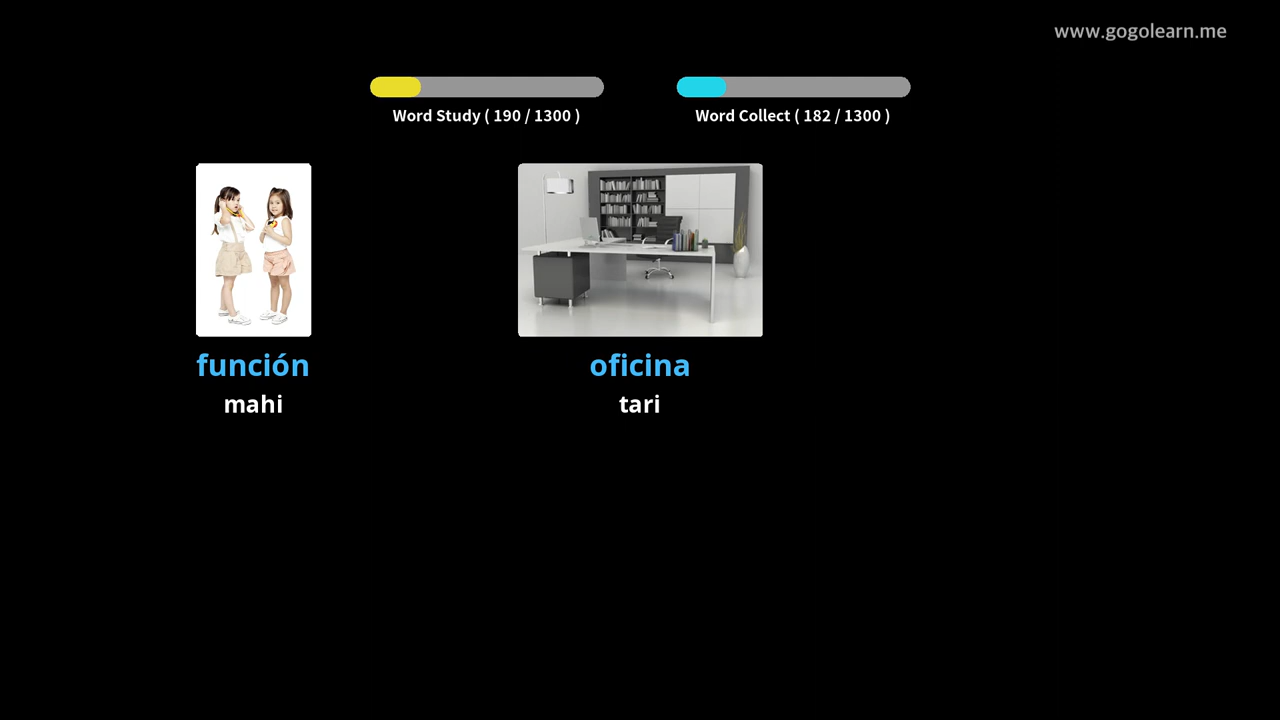 www.gogolearn.me
Word Study ( 190 / 1300 )
Word Collect ( 182 / 1300 )
función
mahi
oficina
tari